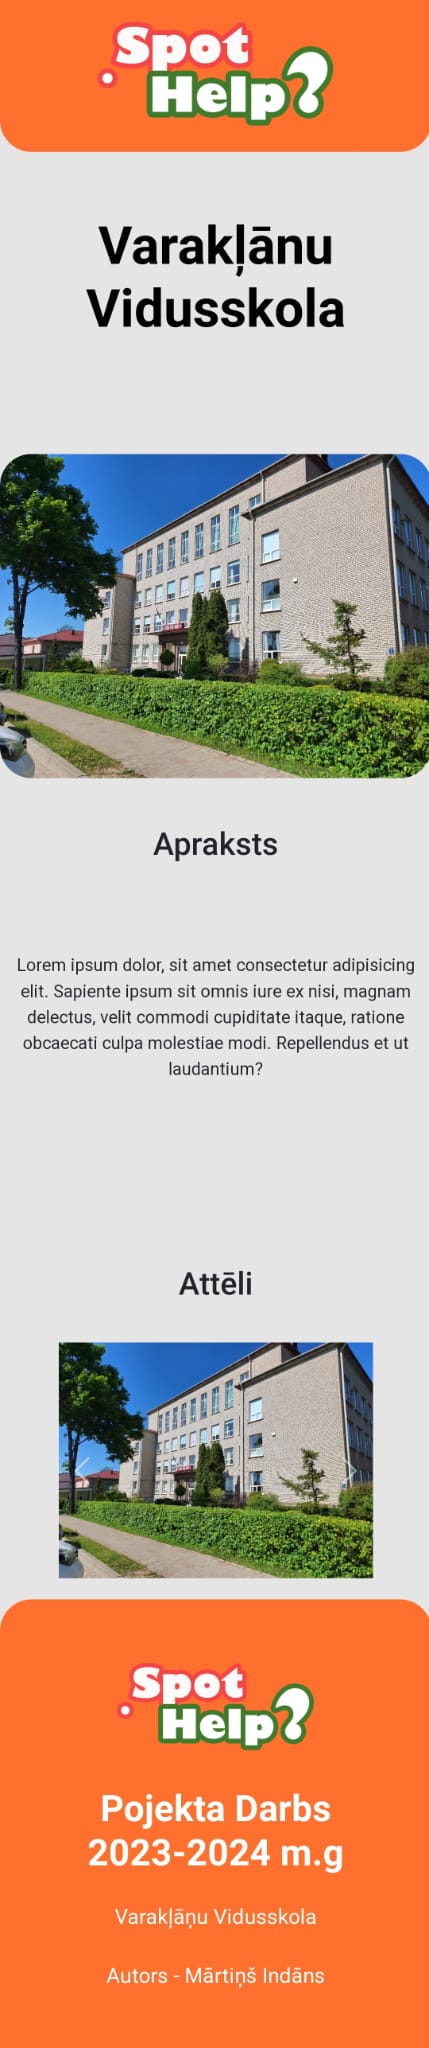 Spot
Help?
Varakļānu
Vidusskola
Apraksts
Lorem ipsum dolor, sit amet consectetur adipisicing
elit. Sapiente ipsum sit omnis iure ex nisi, magnam
delectus, velit commodi cupiditate itaque, ratione
obcaecati culpa molestiae modi. Repellendus et ut
laudantium?
Attēli
Spot
Help?
Pojekta Darbs
2023-2024 m.g
Varakļāņu Vidusskola
Autors - Mārtiņš Indāns